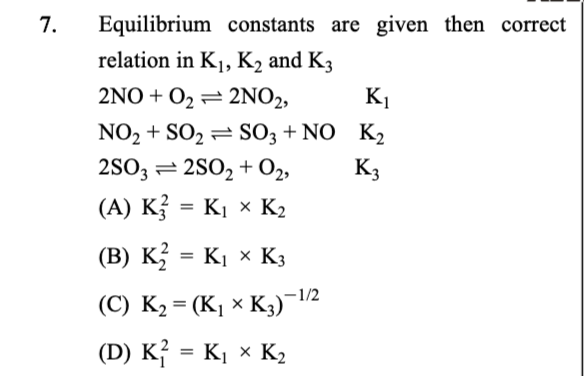 7. Equilibrium constants are given then correct
relation in K₁, K₂ and K₃
2NO + O₂ ⇌ 2NO₂, K₁
NO₂ + SO₂ ⇌ SO₃ + NO K₂
2SO₃ ⇌ 2SO₂ + O₂, K₃
(A) K₃² = K₁ × K₂
(B) K₂² = K₁ × K₃
(C) K₂ = (K₁ × K₃)⁻¹/²
(D) K₁² = K₁ × K₂